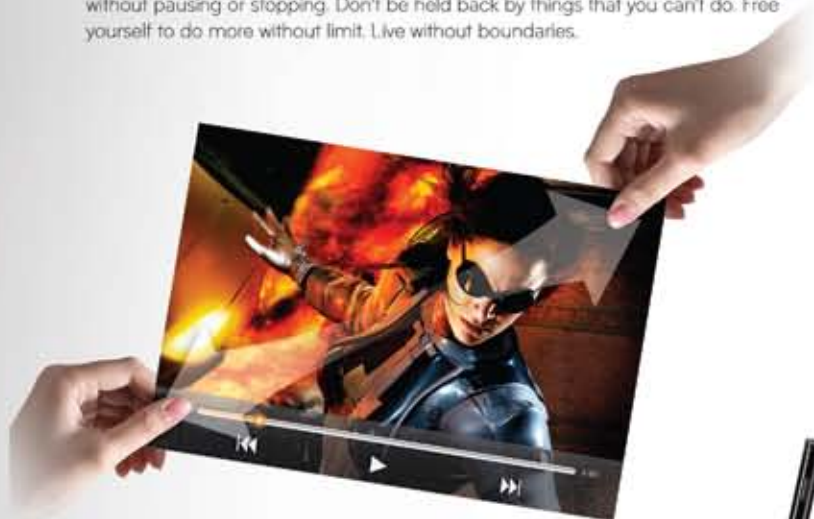 without pausing or stopping. Don't be held back by things that you can't do. Free
yourself to do more without limit. Live without boundaries.